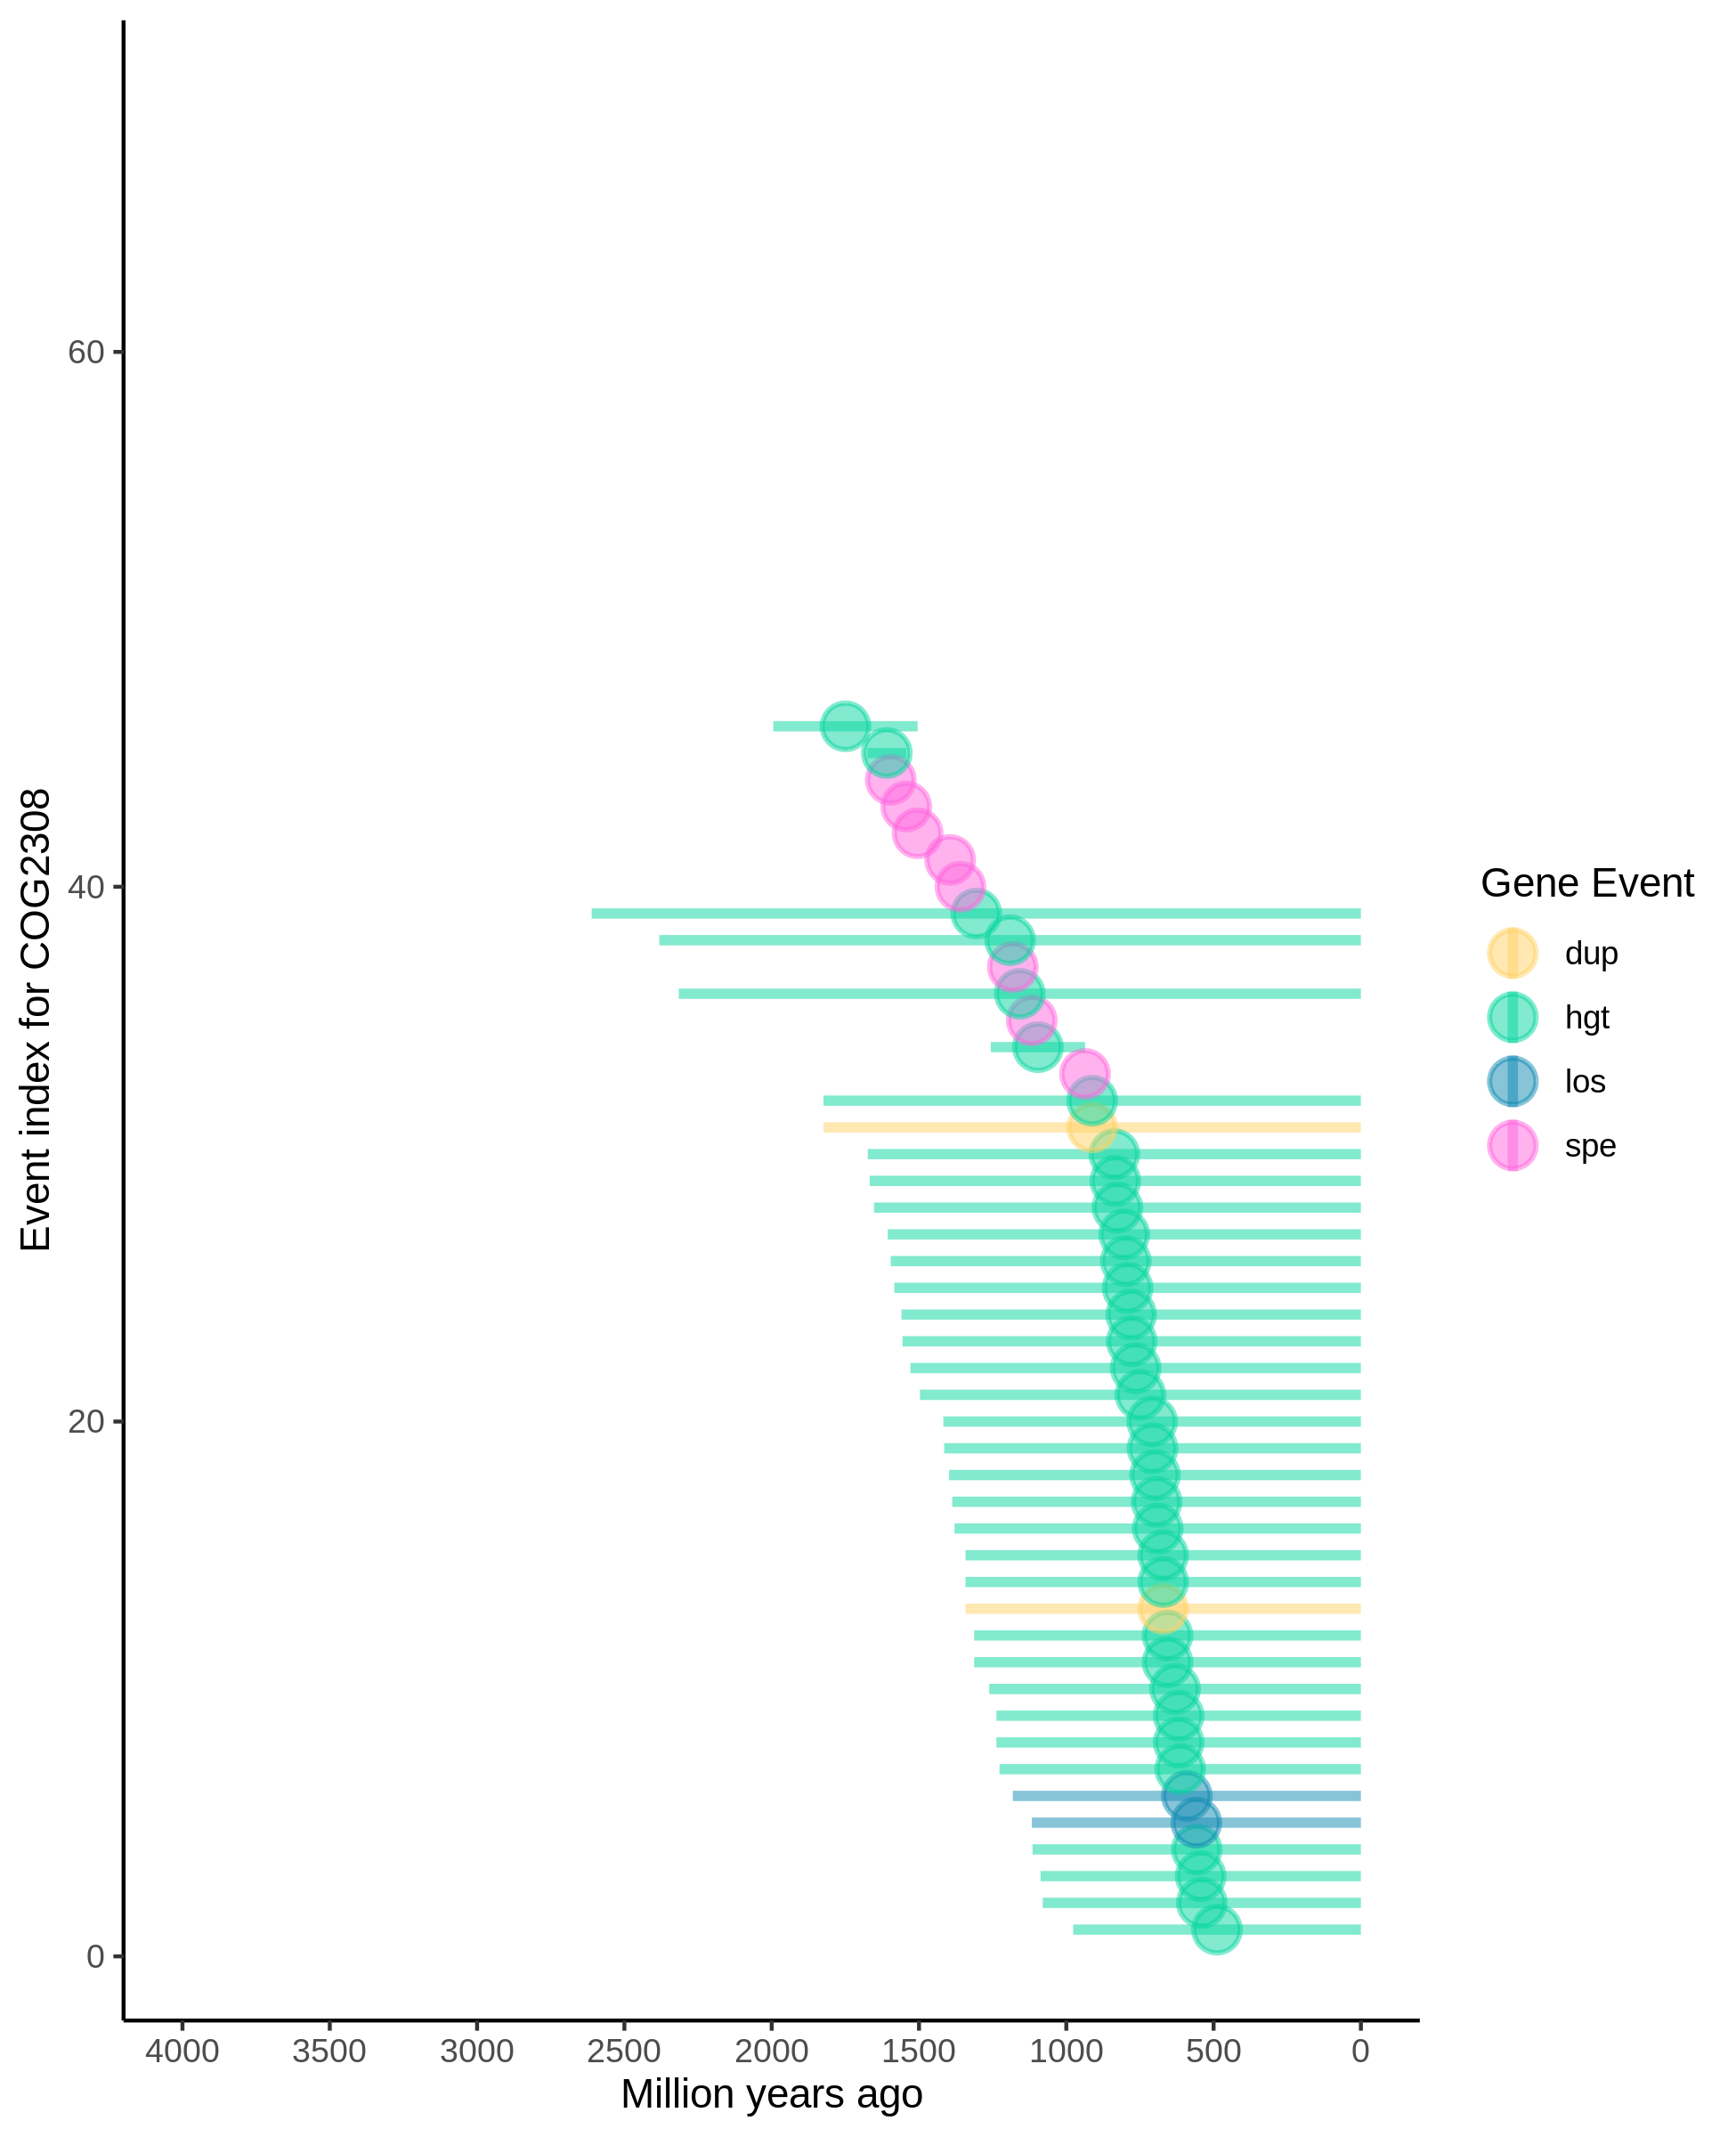 Event index for COG2308
60
40
20
0
4000 3500 3000 2500 2000 1500 1000 500 0
Million years ago
Gene Event
dup
hgt
los
spe